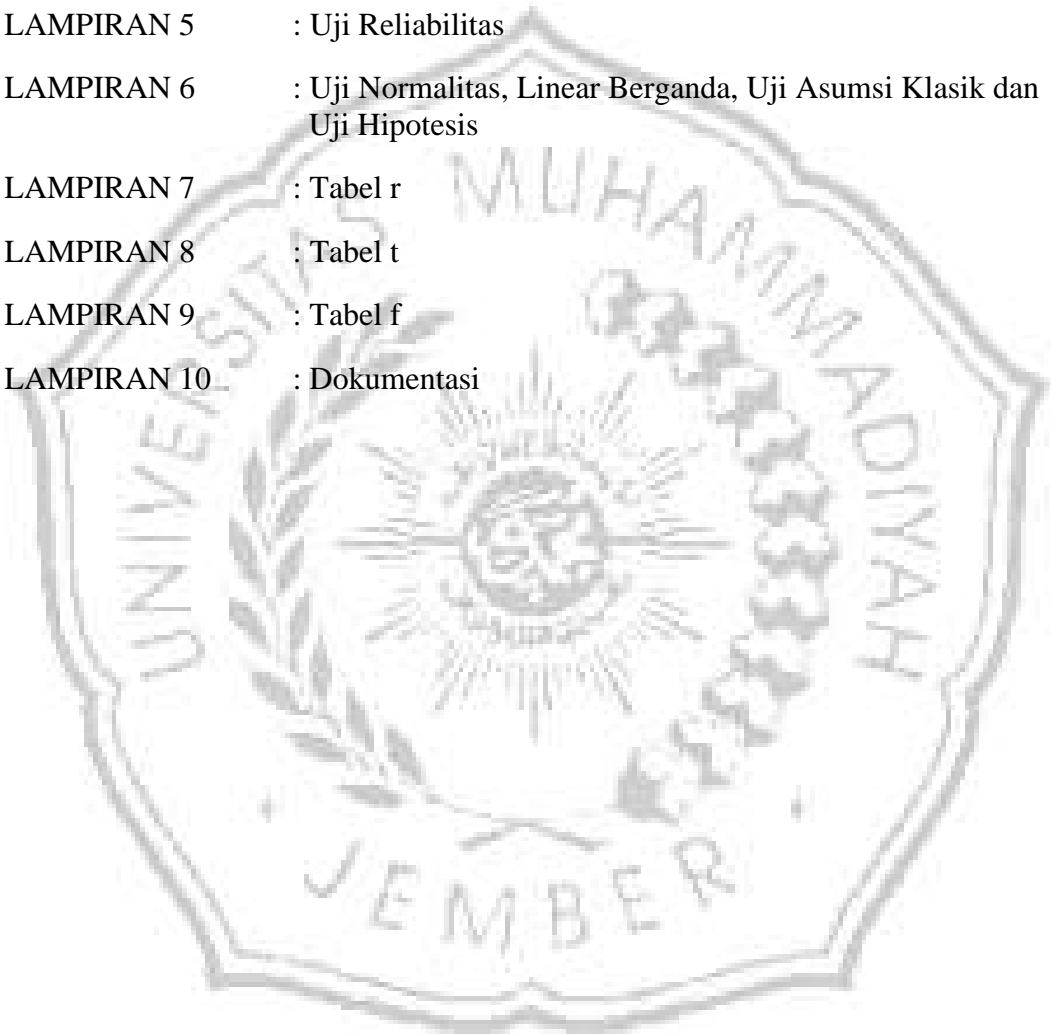 LAMPIRAN 5 : Uji Reliabilitas
LAMPIRAN 6 : Uji Normalitas, Linear Berganda, Uji Asumsi Klasik dan
Uji Hipotesis
LAMPIRAN 7 : Tabel r
LAMPIRAN 8 : Tabel t
LAMPIRAN 9 : Tabel f
LAMPIRAN 10 : Dokumentasi
UNIVERSITAS MUHAMMADIYAH
JEMBER